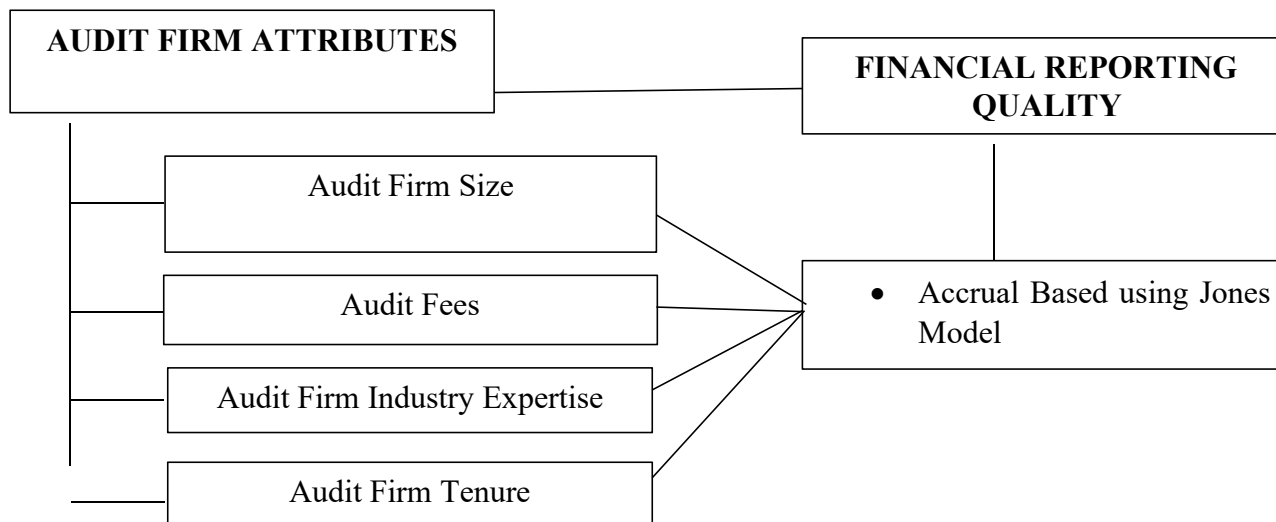 AUDIT FIRM ATTRIBUTES
FINANCIAL REPORTING
QUALITY
Audit Firm Size
Audit Fees
Audit Firm Industry Expertise
Audit Firm Tenure
• Accrual Based using Jones
Model